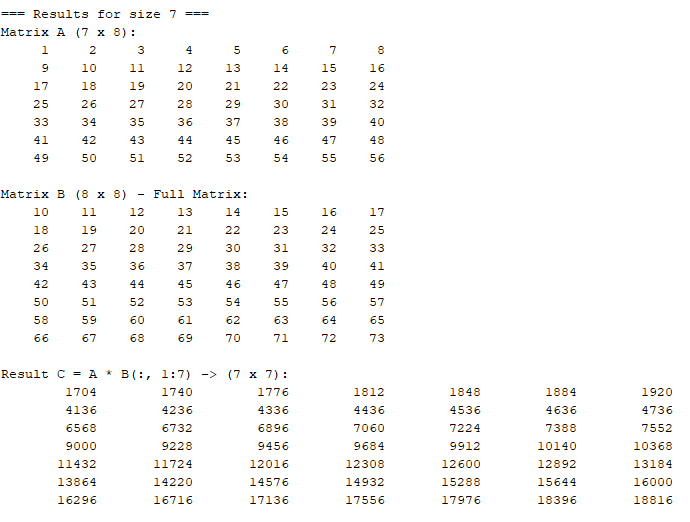 === Results for size 7 ===
Matrix A (7 x 8):
1 2 3 4 5 6 7 8
9 10 11 12 13 14 15 16
17 18 19 20 21 22 23 24
25 26 27 28 29 30 31 32
33 34 35 36 37 38 39 40
41 42 43 44 45 46 47 48
49 50 51 52 53 54 55 56
Matrix B (8 x 8) - Full Matrix:
10 11 12 13 14 15 16 17
18 19 20 21 22 23 24 25
26 27 28 29 30 31 32 33
34 35 36 37 38 39 40 41
42 43 44 45 46 47 48 49
50 51 52 53 54 55 56 57
58 59 60 61 62 63 64 65
66 67 68 69 70 71 72 73
Result C = A * B(:, 1:7) -> (7 x 7):
1704 1740 1776 1812 1848 1884 1920
4136 4236 4336 4436 4536 4636 4736
6568 6732 6896 7060 7224 7388 7552
9000 9228 9456 9684 9912 10140 10368
11432 11724 12016 12308 12600 12892 13184
13864 14220 14576 14932 15288 15644 16000
16296 16716 17136 17556 17976 18396 18816